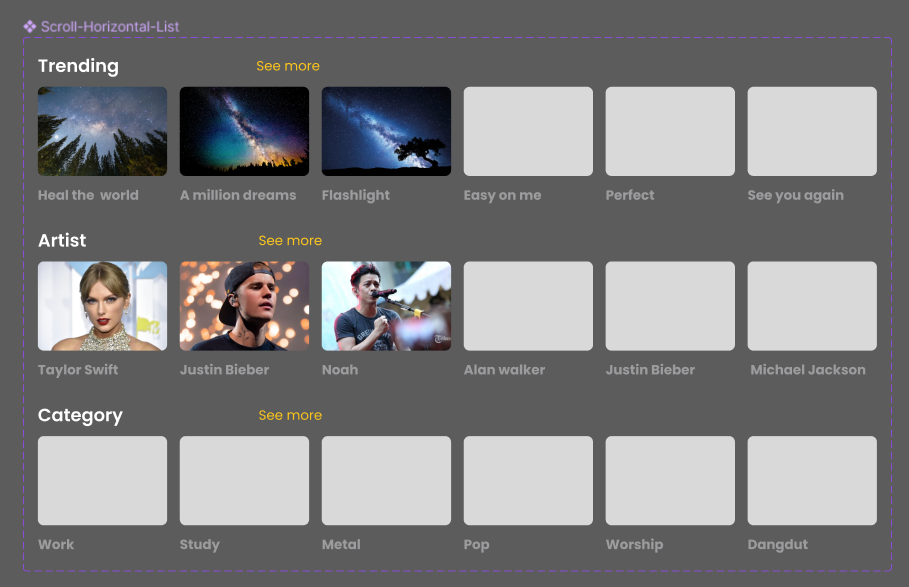 Scroll-Horizontal-List
Trending See more
Heal the world A million dreams Flashlight Easy on me Perfect See you again
Artist See more
Taylor Swift Justin Bieber Noah Alan walker Justin Bieber Michael Jackson
Category See more
Work Study Metal Pop Worship Dangdut